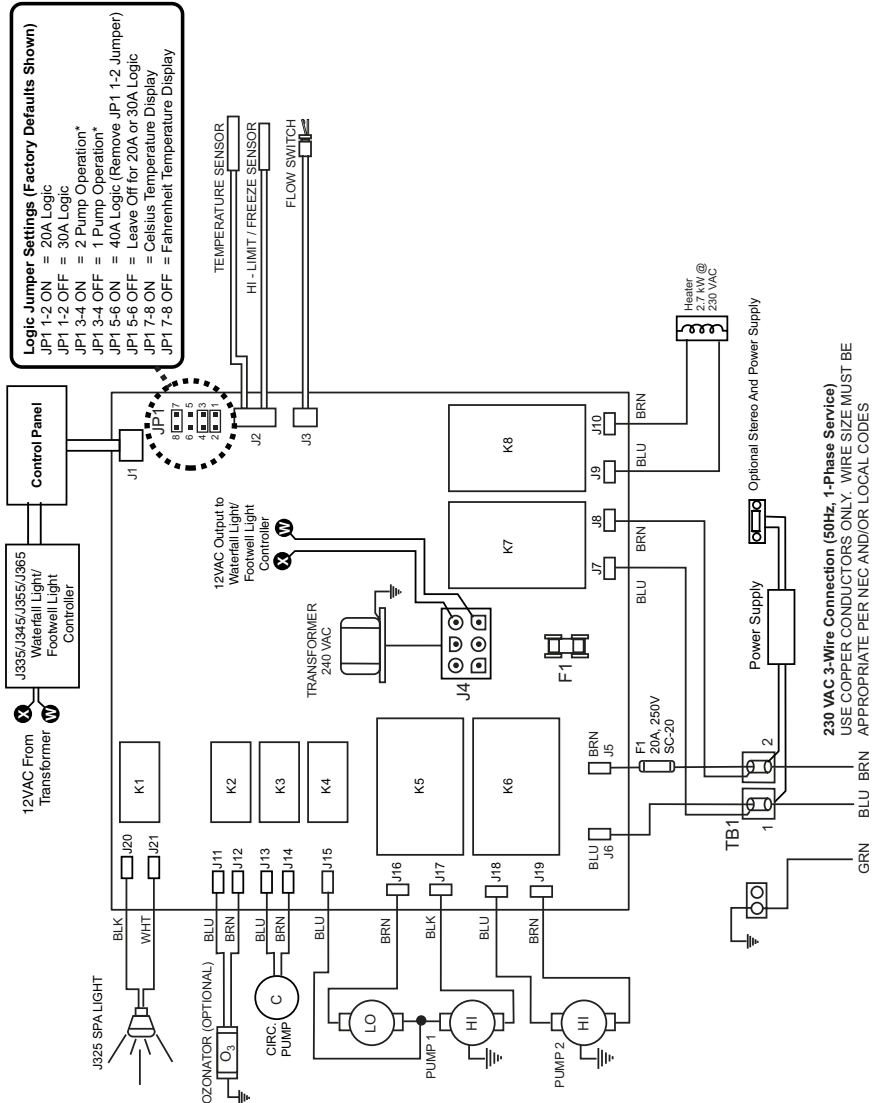 Logic Jumper Settings (Factory Defaults Shown)
JP1 1-2 ON = 20A Logic
JP1 1-2 OFF = 30A Logic
JP1 3-4 ON = 2 Pump Operation*
JP1 3-4 OFF = 1 Pump Operation*
JP1 5-6 ON = 40A Logic (Remove JP1 1-2 Jumper)
JP1 5-6 OFF = Leave Off for 20A or 30A Logic
JP1 7-8 ON = Celsius Temperature Display
JP1 7-8 OFF = Fahrenheit Temperature Display
12VAC From
Transformer
X
W
J335/J345/J355/J365
Waterfall Light/
Footwell Light
Controller
Control Panel
J1
JP1
8 7
6 5
4 3
2 1
J2
J3
TEMPERATURE SENSOR
HI - LIMIT / FREEZE SENSOR
FLOW SWITCH
J325 SPA LIGHT
BLK
WHT
J20
J21
K1
OZONATOR (OPTIONAL)
O3
BLU
BRN
J11
J12
K2
CIRC.
PUMP
C
BLU
BRN
J13
J14
K3
BLU
J15
K4
12VAC Output to
Waterfall Light/
Footwell Light
Controller
X
W
TRANSFORMER
240 VAC
J4
F1
PUMP 1
LO
HI
BRN
J16
BLK
J17
K5
PUMP 2
HI
BLU
J18
BRN
J19
K6
K7
K8
BLU
J6
BRN
J5
J7
J8
J9
J10
BLU
BRN
BLU
BRN
Heater
2.7 kW @
230 VAC
F1
20A, 250V
SC-20
TB1
1
2
Power Supply
Optional Stereo And Power Supply
GRN
BLU
BRN
230 VAC 3-Wire Connection (50Hz, 1-Phase Service)
USE COPPER CONDUCTORS ONLY. WIRE SIZE MUST BE
APPROPRIATE PER NEC AND/OR LOCAL CODES